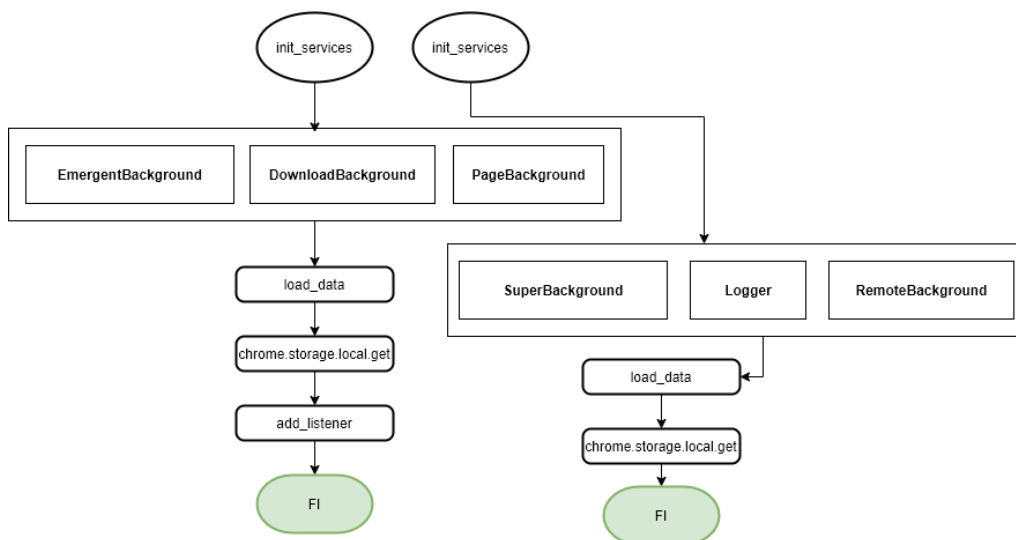 init_services
init_services
EmergentBackground
DownloadBackground
PageBackground
load_data
chrome.storage.local.get
add_listener
FI
SuperBackground
Logger
RemoteBackground
load_data
chrome.storage.local.get
FI